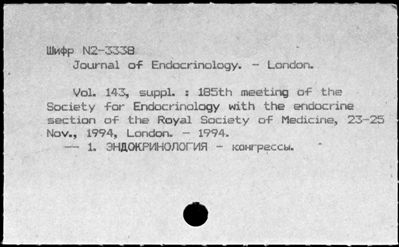 Шифр N2-3338
Journal of Endocrinology. - London.
Vol. 143, suppl. : 185th meeting of the
Society for Endocrinology with the endocrine
section of the Royal Society of Medicine, 23-25
Nov., 1994, London. - 1994.
-- 1. ЭНДОКРИНОЛОГИЯ - конгрессы.